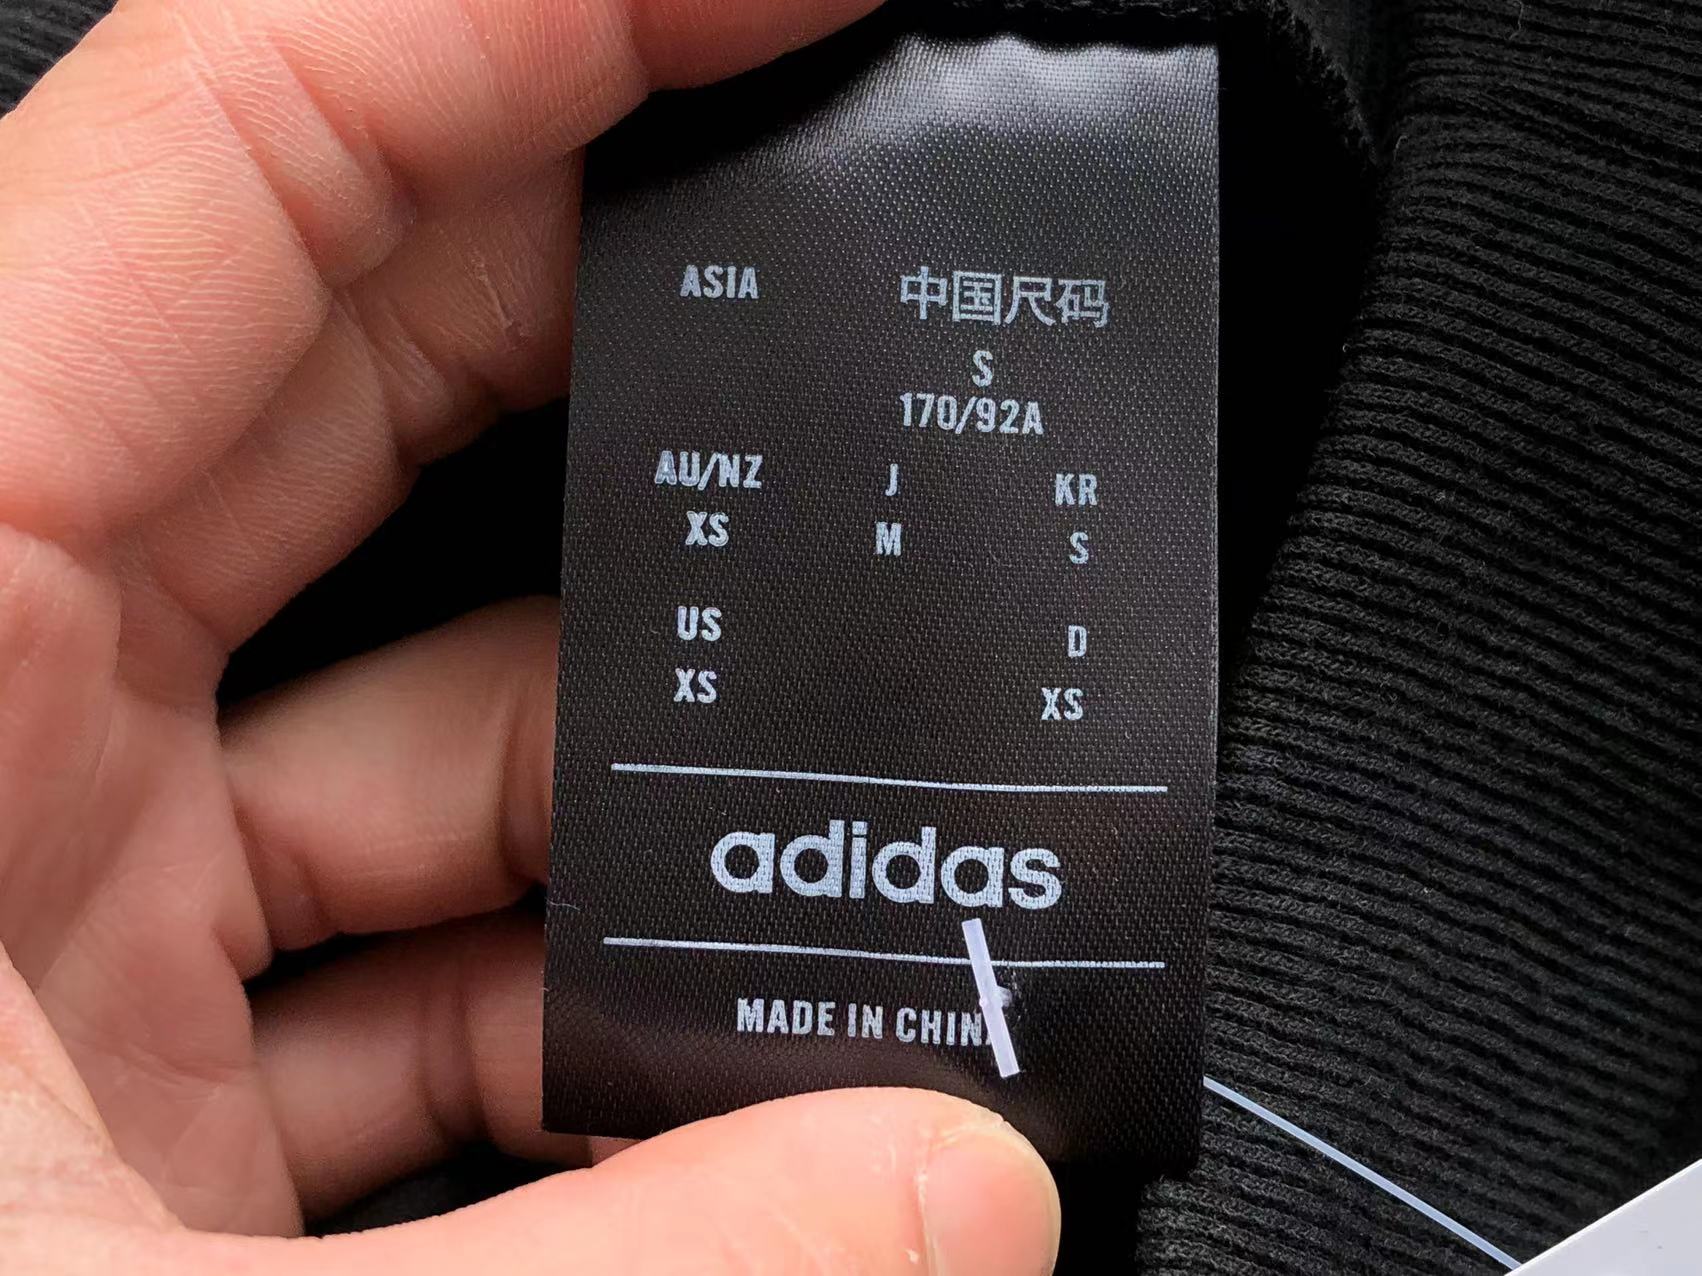 ASIA 中国尺码
S
170/92A
AU/NZ J KR
XS M S
US D
XS XS
adidas
MADE IN CHINA